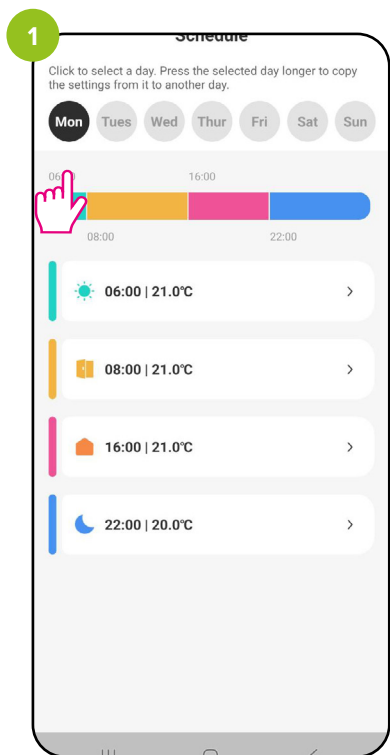 1
Schedule
Click to select a day. Press the selected day longer to copy
the settings from it to another day.
Mon Tues Wed Thur Fri Sat Sun
16:00
08:00 22:00
06:00 | 21.0℃
08:00 | 21.0℃
16:00 | 21.0℃
22:00 | 20.0℃